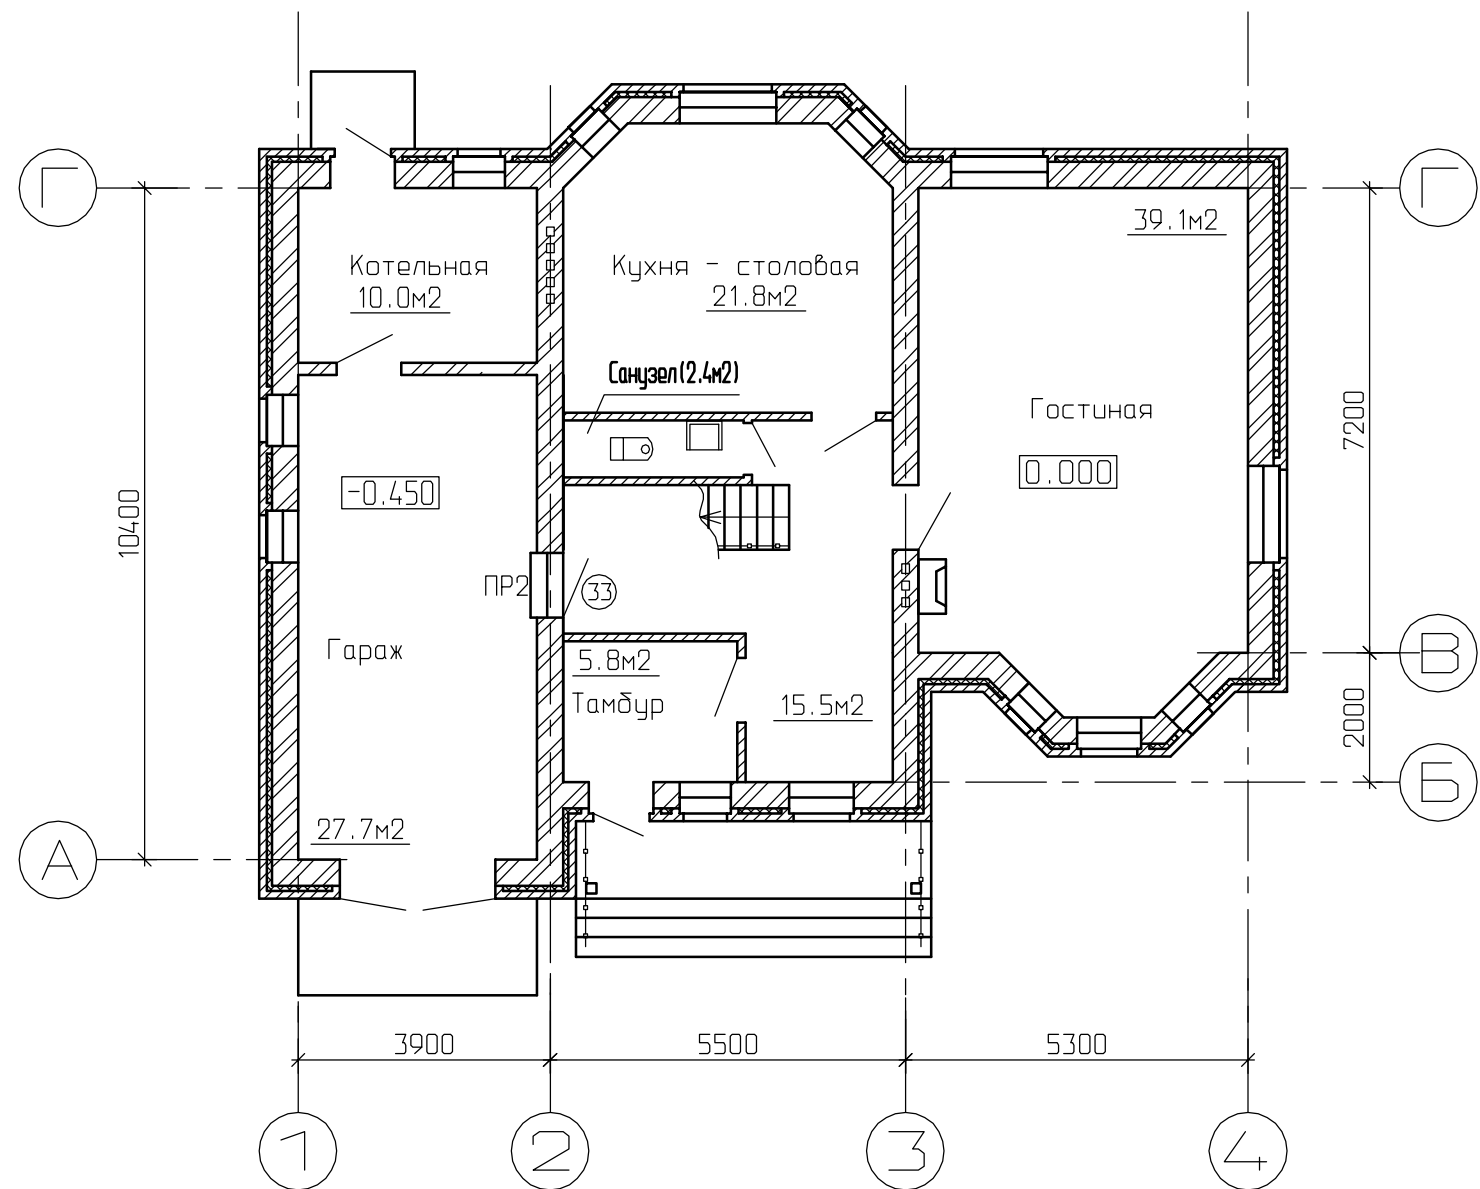 Г
Г
39.1м2
Котельная
10.0м2
Кухня - столовая
21.8м2
Санузел(2.4м2)
Гостиная
0.000
7200
-0.450
10400
ПР2
33
Гараж
5.8м2
Тамбур
15.5м2
В
2000
Б
27.7м2
А
3900
5500
5300
1
2
3
4